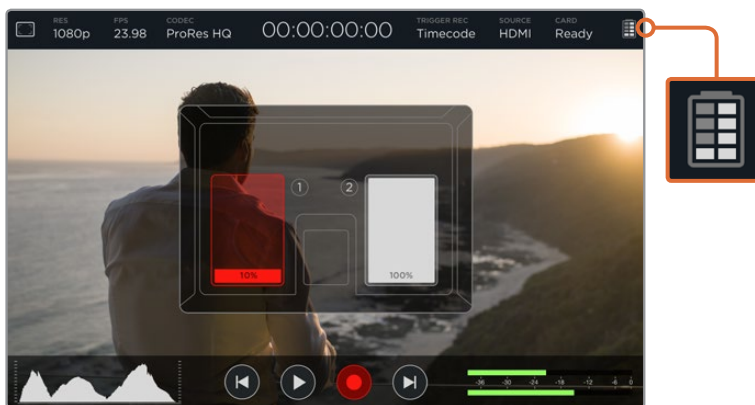 RES FPS CODEC TRIGGER REC SOURCE CARD
1080p 23.98 ProRes HQ 00:00:00:00 Timecode HDMI Ready
1 2
10% 100%
-36 -30 -24 -18 -12 -6 0